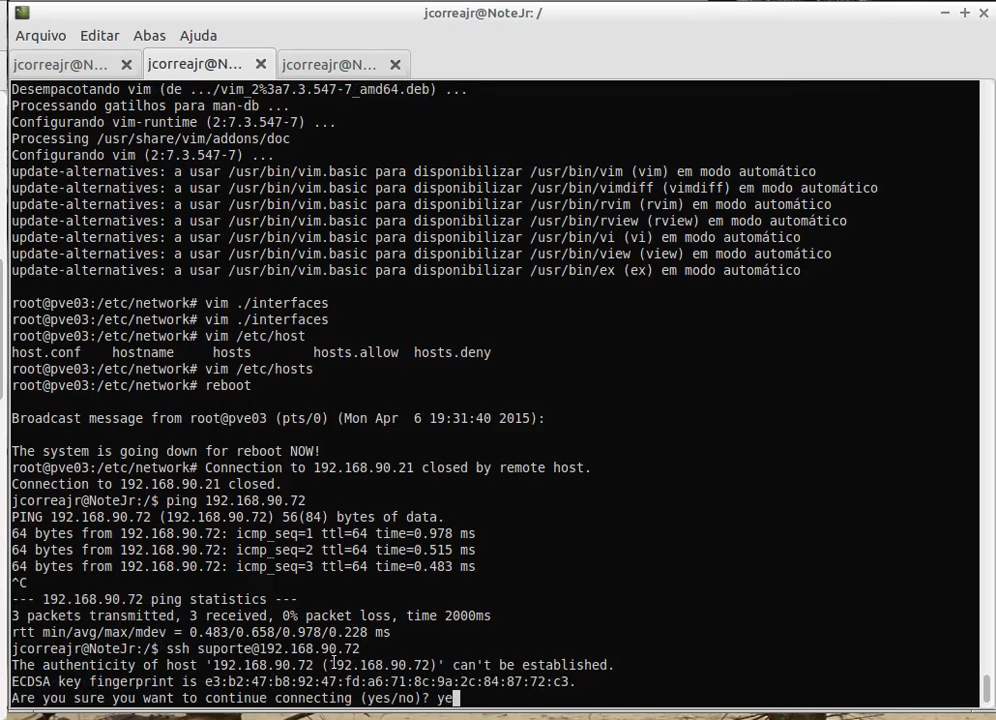 jcorreajr@NoteJr: /
Arquivo Editar Abas Ajuda
jcorreajr@N... jcorreajr@N... jcorreajr@N...
Desempacotando vim (de .../vim_2%3a7.3.547-7_amd64.deb) ...
Processando gatilhos para man-db ...
Configurando vim-runtime (2:7.3.547-7) ...
Processing /usr/share/vim/addons/doc
Configurando vim (2:7.3.547-7) ...
update-alternatives: a usar /usr/bin/vim.basic para disponibilizar /usr/bin/vim (vim) em modo automático
update-alternatives: a usar /usr/bin/vim.basic para disponibilizar /usr/bin/vimdiff (vimdiff) em modo automático
update-alternatives: a usar /usr/bin/vim.basic para disponibilizar /usr/bin/rvim (rvim) em modo automático
update-alternatives: a usar /usr/bin/vim.basic para disponibilizar /usr/bin/rview (rview) em modo automático
update-alternatives: a usar /usr/bin/vim.basic para disponibilizar /usr/bin/vi (vi) em modo automático
update-alternatives: a usar /usr/bin/vim.basic para disponibilizar /usr/bin/view (view) em modo automático
update-alternatives: a usar /usr/bin/vim.basic para disponibilizar /usr/bin/ex (ex) em modo automático
root@pve03:/etc/network# vim ./interfaces
root@pve03:/etc/network# vim ./interfaces
root@pve03:/etc/network# vim /etc/host
host.conf hostname hosts hosts.allow hosts.deny
root@pve03:/etc/network# vim /etc/hosts
root@pve03:/etc/network# reboot
Broadcast message from root@pve03 (pts/0) (Mon Apr  6 19:31:40 2015):
The system is going down for reboot NOW!
root@pve03:/etc/network# Connection to 192.168.90.21 closed by remote host.
Connection to 192.168.90.21 closed.
jcorreajr@NoteJr:/$ ping 192.168.90.72
PING 192.168.90.72 (192.168.90.72) 56(84) bytes of data.
64 bytes from 192.168.90.72: icmp_seq=1 ttl=64 time=0.978 ms
64 bytes from 192.168.90.72: icmp_seq=2 ttl=64 time=0.515 ms
64 bytes from 192.168.90.72: icmp_seq=3 ttl=64 time=0.483 ms
^C
--- 192.168.90.72 ping statistics ---
3 packets transmitted, 3 received, 0% packet loss, time 2000ms
rtt min/avg/max/mdev = 0.483/0.658/0.978/0.228 ms
jcorreajr@NoteJr:/$ ssh suporte@192.168.90.72
The authenticity of host '192.168.90.72 (192.168.90.72)' can't be established.
ECDSA key fingerprint is e3:b2:47:b8:92:47:fd:a6:71:8c:9a:2c:84:87:72:c3.
Are you sure you want to continue connecting (yes/no)? ye